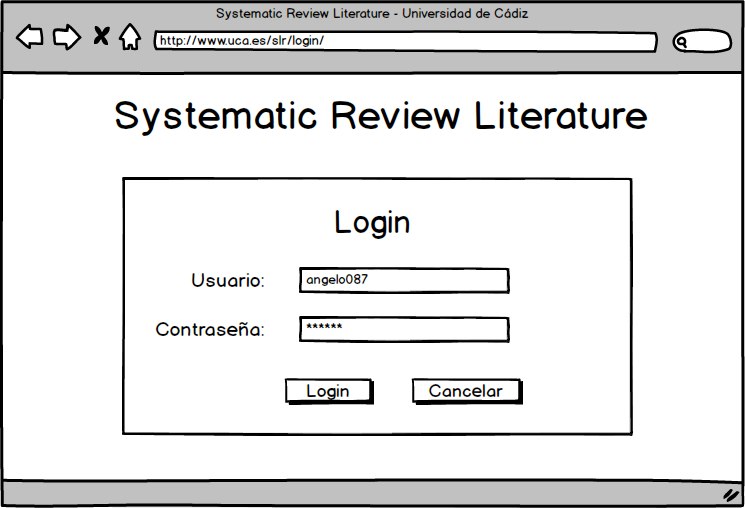 Systematic Review Literature - Universidad de Cádiz
http://www.uca.es/slr/login/
Systematic Review Literature
Login
Usuario: angelo087
Contraseña: ******
Login Cancelar